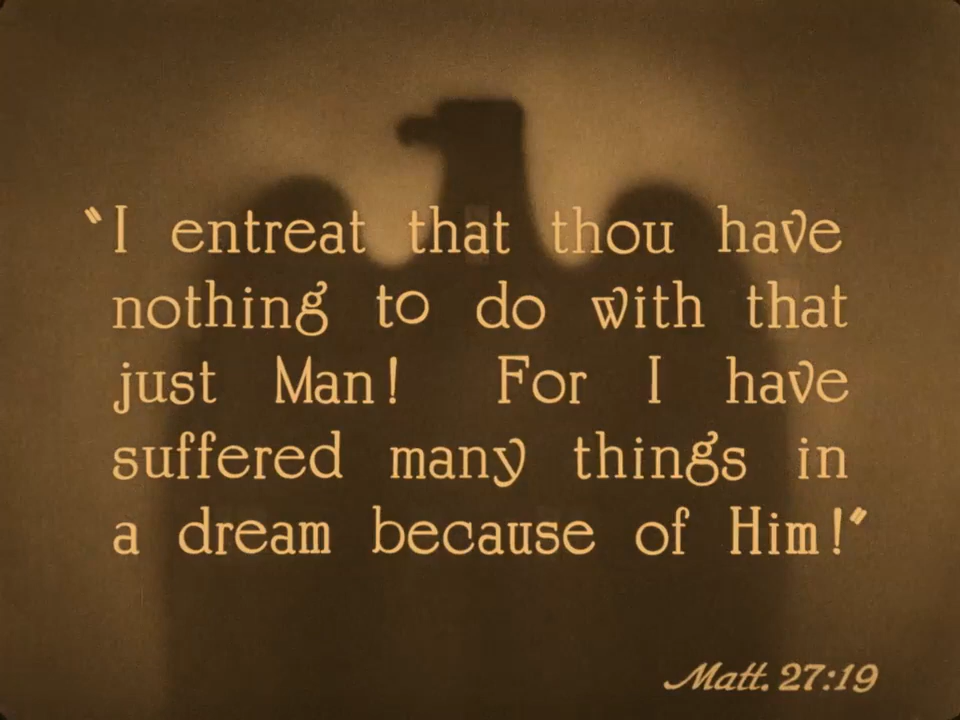 "I entreat that thou have
nothing to do with that
just Man! For I have
suffered many things in
a dream because of Him!"
Matt. 27:19